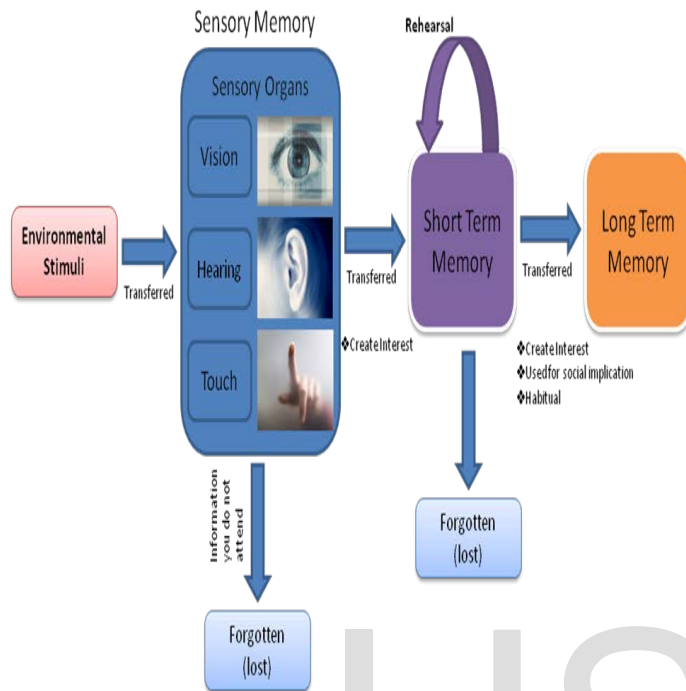 Sensory Memory
Sensory Organs
Vision
Hearing
Touch
Environmental
Stimuli
Transferred
Information
you do not
attend
Forgotten
(lost)
Transferred
❖Create Interest
Rehearsal
Short Term
Memory
Forgotten
(lost)
Transferred
❖Create Interest
❖Used for social implication
❖Habitual
Long Term
Memory